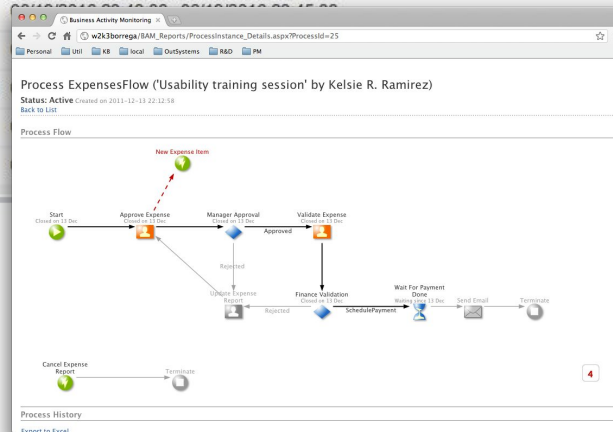 Business Activity Monitoring
w2k3borrega/BAM_Reports/ProcessInstance_Details.aspx?ProcessId=25
Personal Util KB local OutSystems R&D PM
Process ExpensesFlow ('Usability training session' by Kelsie R. Ramirez)
Status: Active Created on 2011-12-13 22:12:58
Back to List
Process Flow
New Expense Item
Start
Closed on 13 Dec
Approve Expense
Closed on 13 Dec
Manager Approval
Closed on 13 Dec
Validate Expense
Closed on 13 Dec
Approved
Rejected
Update Expense
Report
Rejected
Finance Validation
Closed on 13 Dec
SchedulePayment
Wait For Payment
Done
Waiting since 13 Dec
Send Email
Terminate
Cancel Expense
Report
Terminate
4
Process History
Export to Excel